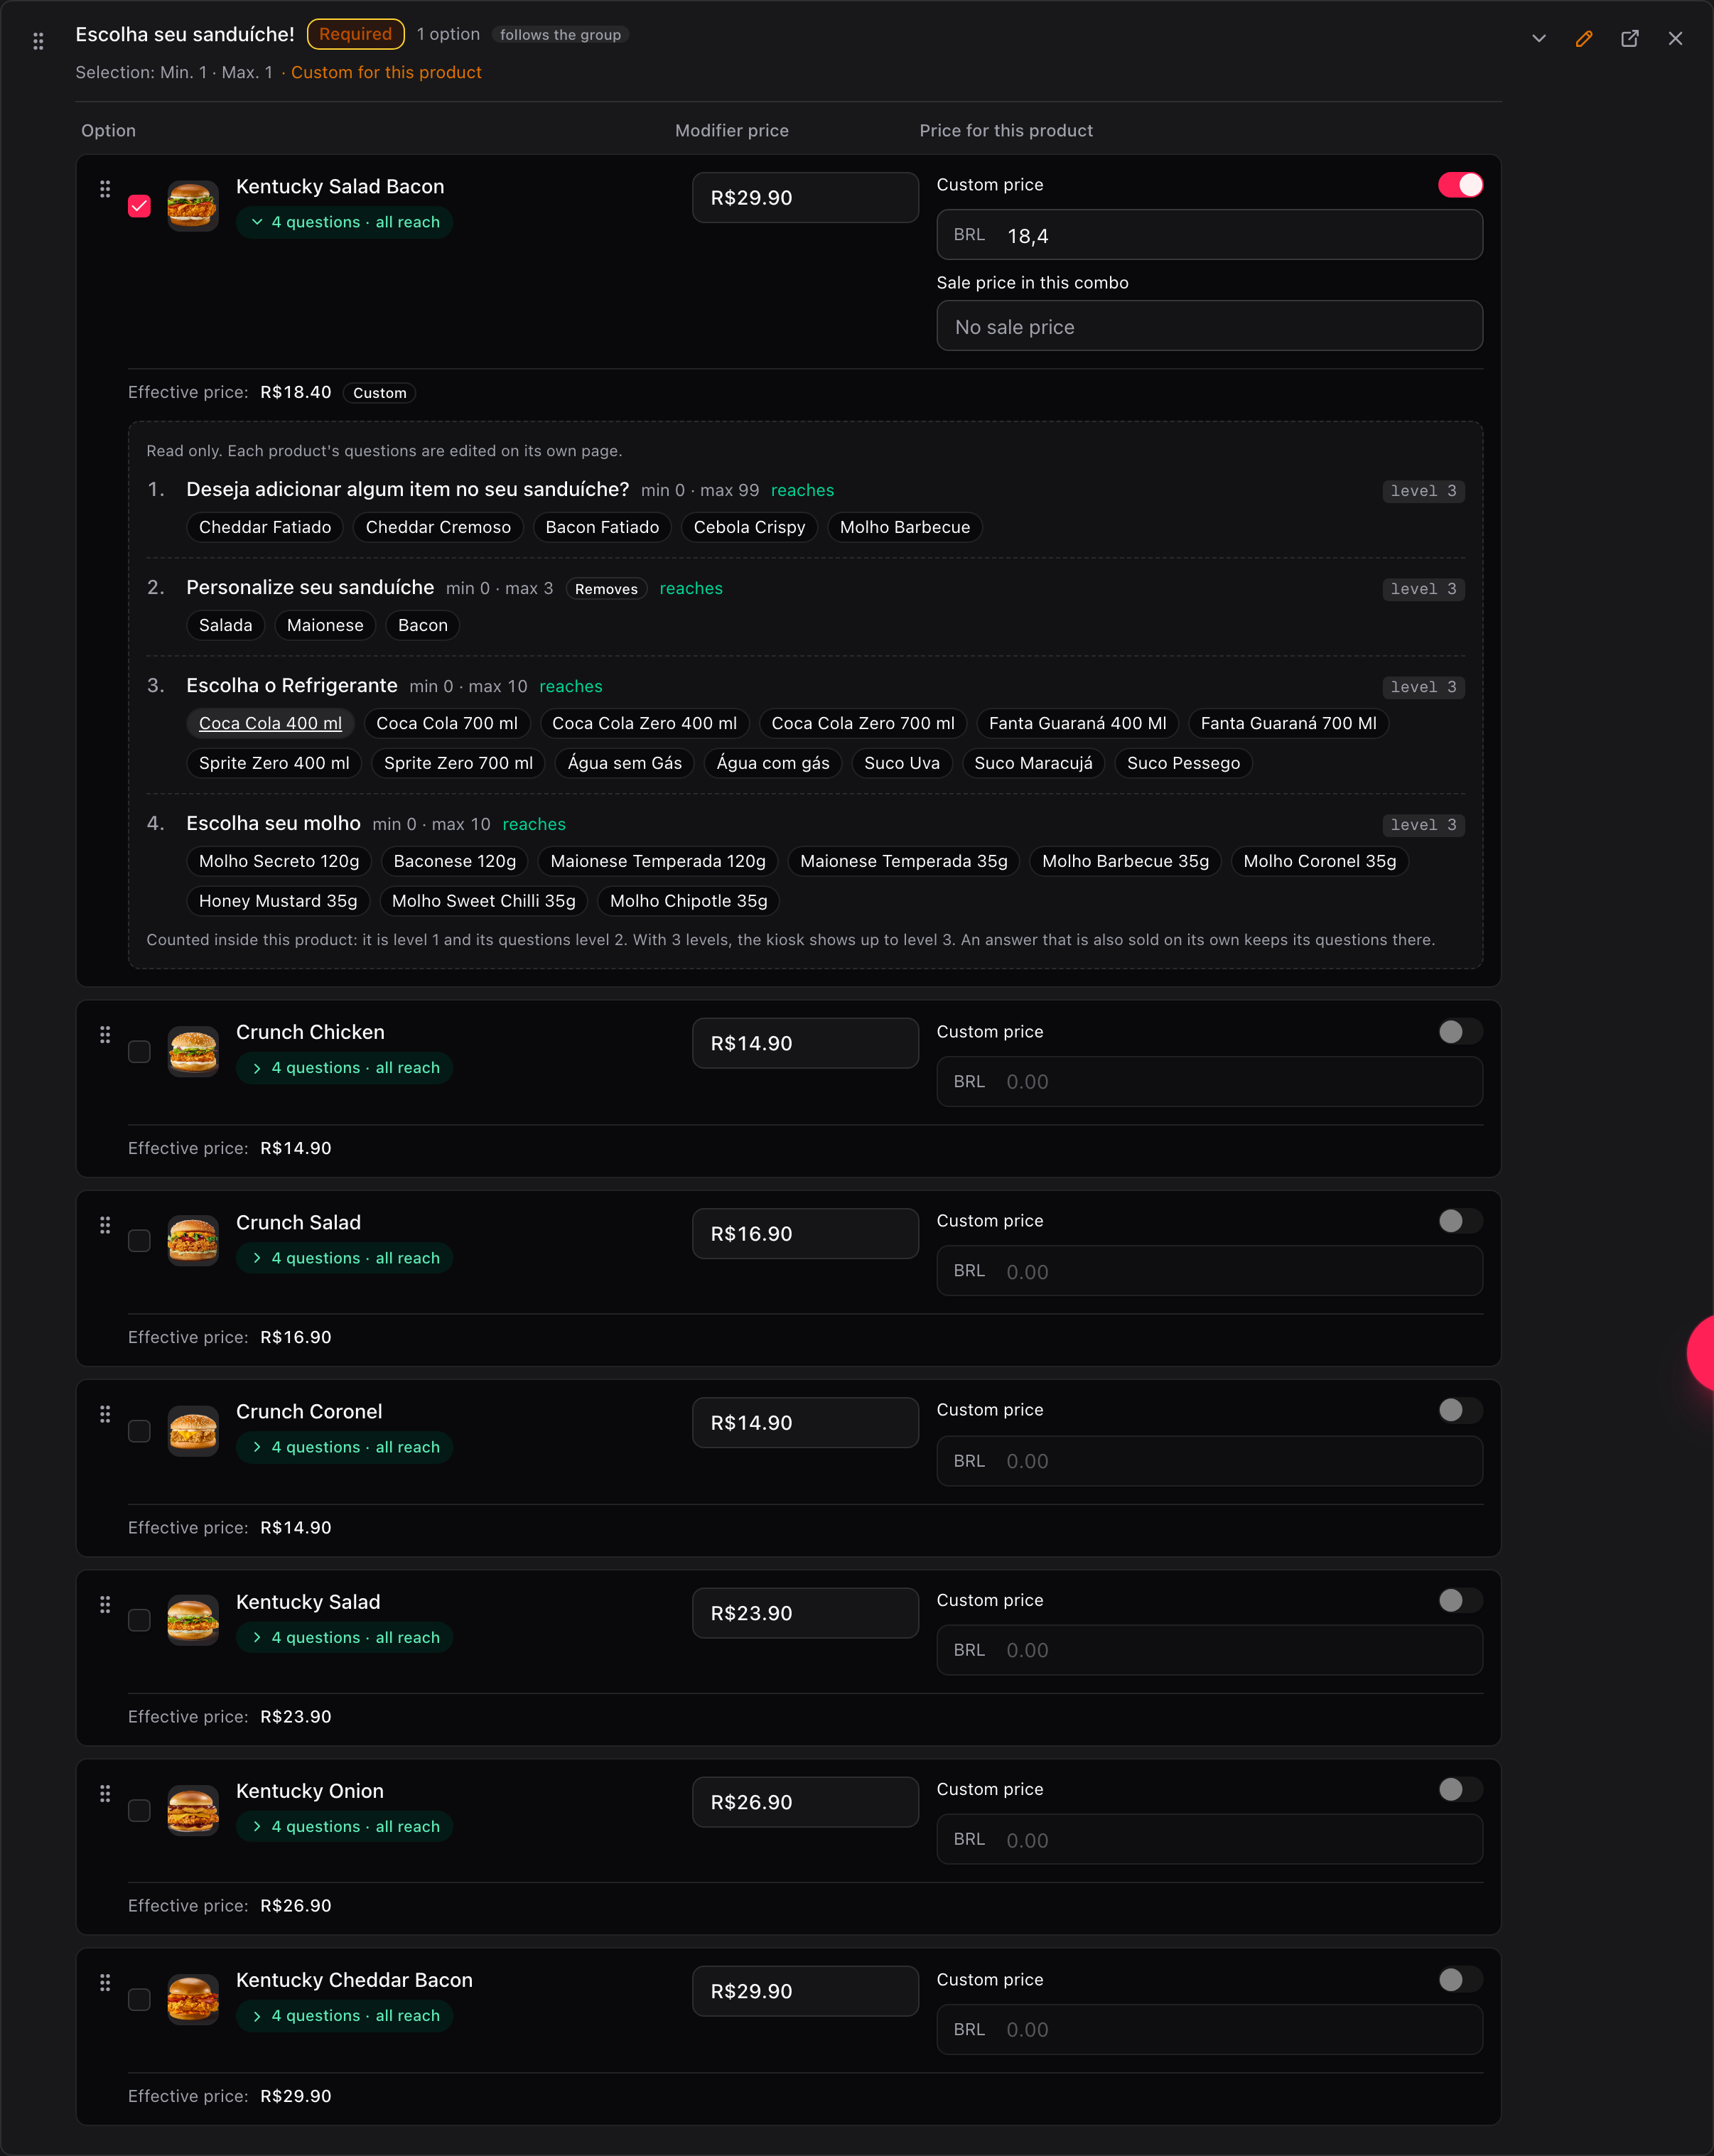 Escolha seu sanduíche! Required 1 option follows the group
Selection: Min. 1 · Max. 1 · Custom for this product
Option Modifier price Price for this product
Kentucky Salad Bacon R$29.90 Custom price
4 questions · all reach
BRL 18,4
Sale price in this combo
No sale price
Effective price: R$18.40 Custom
Read only. Each product's questions are edited on its own page.
1. Deseja adicionar algum item no seu sanduíche? min 0 · max 99 reaches level 3
Cheddar Fatiado Cheddar Cremoso Bacon Fatiado Cebola Crispy Molho Barbecue
2. Personalize seu sanduíche min 0 · max 3 Removes reaches level 3
Salada Maionese Bacon
3. Escolha o Refrigerante min 0 · max 10 reaches level 3
Coca Cola 400 ml Coca Cola 700 ml Coca Cola Zero 400 ml Coca Cola Zero 700 ml Fanta Guaraná 400 Ml Fanta Guaraná 700 Ml
Sprite Zero 400 ml Sprite Zero 700 ml Água sem Gás Água com gás Suco Uva Suco Maracujá Suco Pessego
4. Escolha seu molho min 0 · max 10 reaches level 3
Molho Secreto 120g Baconese 120g Maionese Temperada 120g Maionese Temperada 35g Molho Barbecue 35g Molho Coronel 35g
Honey Mustard 35g Molho Sweet Chilli 35g Molho Chipotle 35g
Counted inside this product: it is level 1 and its questions level 2. With 3 levels, the kiosk shows up to level 3. An answer that is also sold on its own keeps its questions there.
Crunch Chicken R$14.90 Custom price
4 questions · all reach
BRL 0.00
Effective price: R$14.90
Crunch Salad R$16.90 Custom price
4 questions · all reach
BRL 0.00
Effective price: R$16.90
Crunch Coronel R$14.90 Custom price
4 questions · all reach
BRL 0.00
Effective price: R$14.90
Kentucky Salad R$23.90 Custom price
4 questions · all reach
BRL 0.00
Effective price: R$23.90
Kentucky Onion R$26.90 Custom price
4 questions · all reach
BRL 0.00
Effective price: R$26.90
Kentucky Cheddar Bacon R$29.90 Custom price
4 questions · all reach
BRL 0.00
Effective price: R$29.90